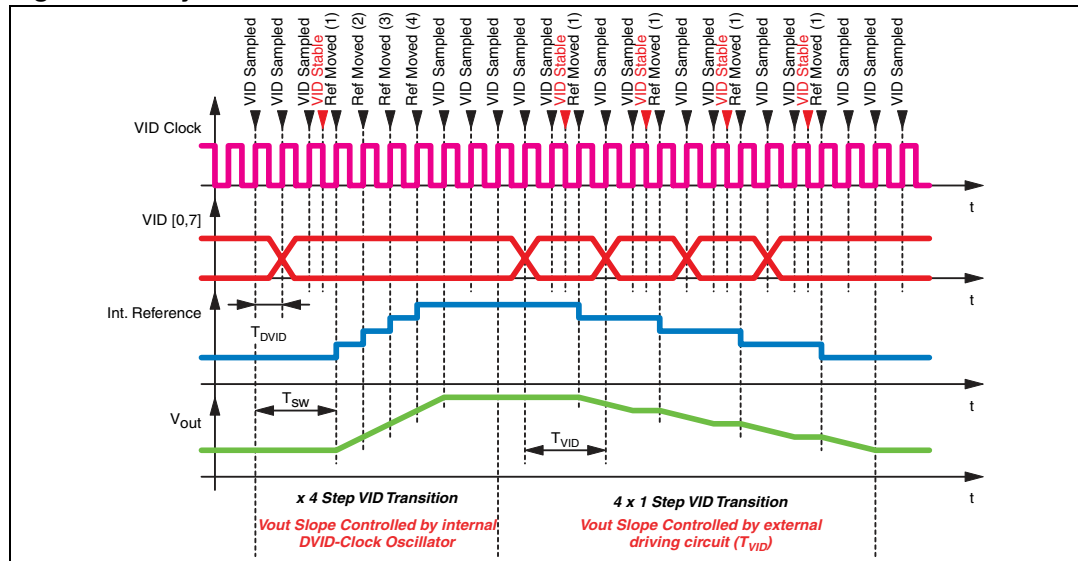 VID Sampled
VID Sampled
VID Sampled
VID Stable
Ref Moved (1)
Ref Moved (2)
Ref Moved (3)
Ref Moved (4)
VID Sampled
VID Sampled
VID Sampled
VID Sampled
VID Sampled
VID Stable
Ref Moved (1)
VID Sampled
VID Sampled
VID Stable
Ref Moved (1)
VID Sampled
VID Sampled
VID Stable
Ref Moved (1)
VID Sampled
VID Sampled
VID Stable
Ref Moved (1)
VID Sampled
VID Sampled
VID Sampled
VID Clock
t
VID [0,7]
t
Int. Reference
TDVID
t
TSW
Vout
TVID
t
x 4 Step VID Transition
4 x 1 Step VID Transition
Vout Slope Controlled by internal
DVID-Clock Oscillator
Vout Slope Controlled by external
driving circuit (TVID)